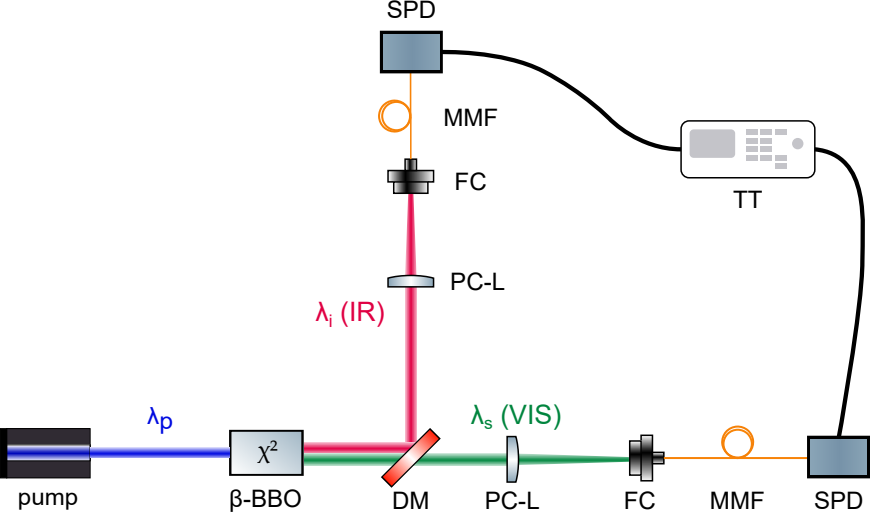 SPD
MMF
FC
TT
PC-L
λi (IR)
λp
λs (VIS)
χ²
pump
β-BBO
DM
PC-L
FC
MMF
SPD